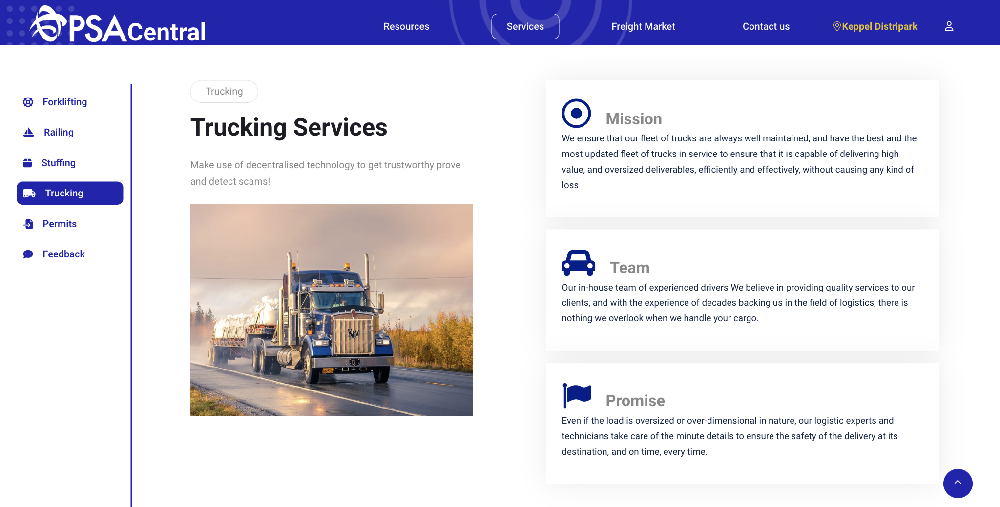 PSA Central
Resources
Services
Freight Market
Contact us
Keppel Distripark
Forklifting
Railing
Stuffing
Trucking
Permits
Feedback
Trucking
Trucking Services
Make use of decentralised technology to get trustworthy prove
and detect scams!
KW
Mission
We ensure that our fleet of trucks are always well maintained, and have the best and the
most updated fleet of trucks in service to ensure that it is capable of delivering high
value, and oversized deliverables, efficiently and effectively, without causing any kind of
loss
Team
Our in-house team of experienced drivers We believe in providing quality services to our
clients, and with the experience of decades backing us in the field of logistics, there is
nothing we overlook when we handle your cargo.
Promise
Even if the load is oversized or over-dimensional in nature, our logistic experts and
technicians take care of the minute details to ensure the safety of the delivery at its
destination, and on time, every time.